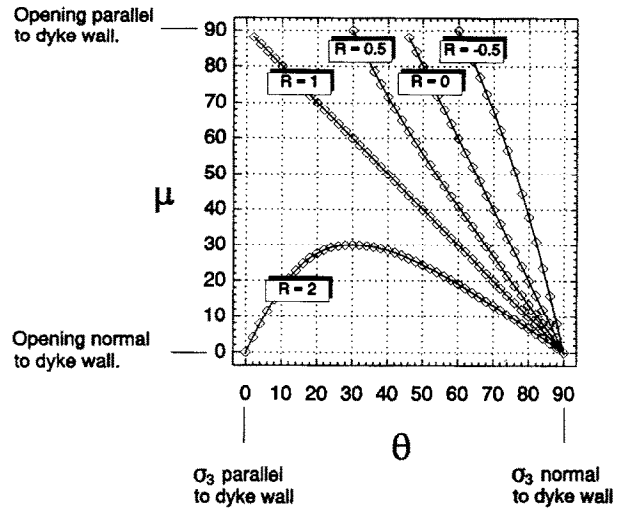 Opening parallel
to dyke wall.
90
80
70
60
50
40
30
20
10
0
μ
R = 0.5
R = 0
R = -0.5
R = 1
R = 2
Opening normal
to dyke wall.
0 10 20 30 40 50 60 70 80 90
θ
σ3 parallel
to dyke wall
σ3 normal
to dyke wall